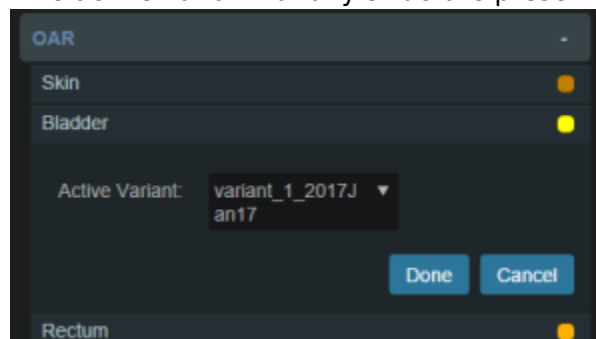 OAR -
Skin
Bladder
Active Variant: variant_1_2017J ▼
an17
Done Cancel
Rectum